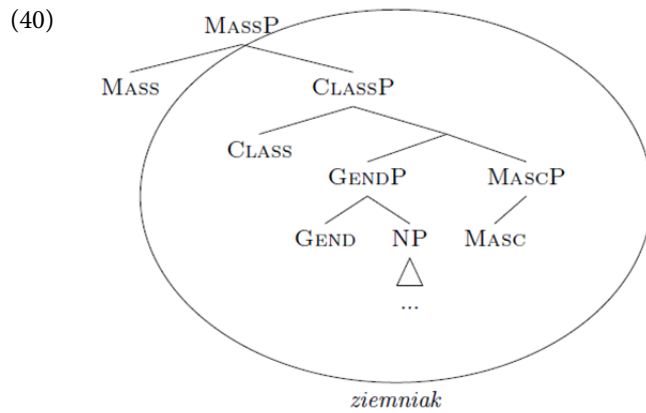 (40)
MASSP
MASS CLASSP
CLASS
GENDP MASCP
GEND NP MASC
...
ziemniak